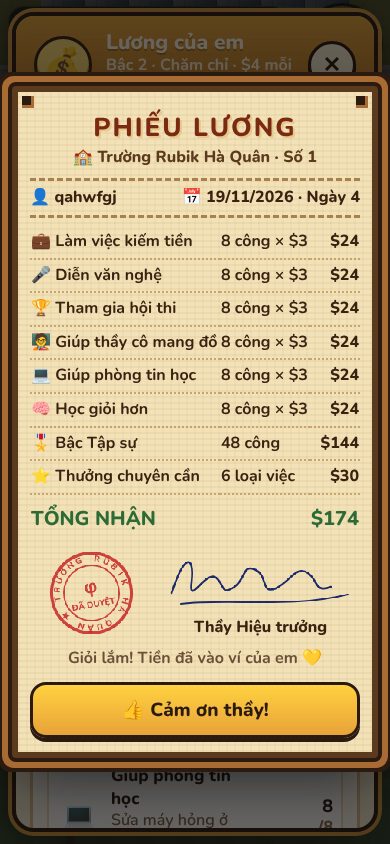 Lương của em
Bậc 2 · Chăm chỉ · $4 mỗi
PHIẾU LƯƠNG
🏫 Trường Rubik Hà Quân · Số 1
👤 qahwfgj 📅 19/11/2026 · Ngày 4
💼 Làm việc kiếm tiền 8 công × $3 $24
🎤 Diễn văn nghệ 8 công × $3 $24
🏆 Tham gia hội thi 8 công × $3 $24
🧑‍🏫 Giúp thầy cô mang đồ 8 công × $3 $24
💻 Giúp phòng tin học 8 công × $3 $24
🧠 Học giỏi hơn 8 công × $3 $24
🎖️ Bậc Tập sự 48 công $144
⭐ Thưởng chuyên cần 6 loại việc $30
TỔNG NHẬN $174
TRƯỜNG RUBIK HÀ QUÂN ★
φ
ĐÃ DUYỆT
Thầy Hiệu trưởng
Giỏi lắm! Tiền đã vào ví của em 💛
👍 Cảm ơn thầy!
Giúp phòng tin
học
8
Sửa máy hỏng ở
/8